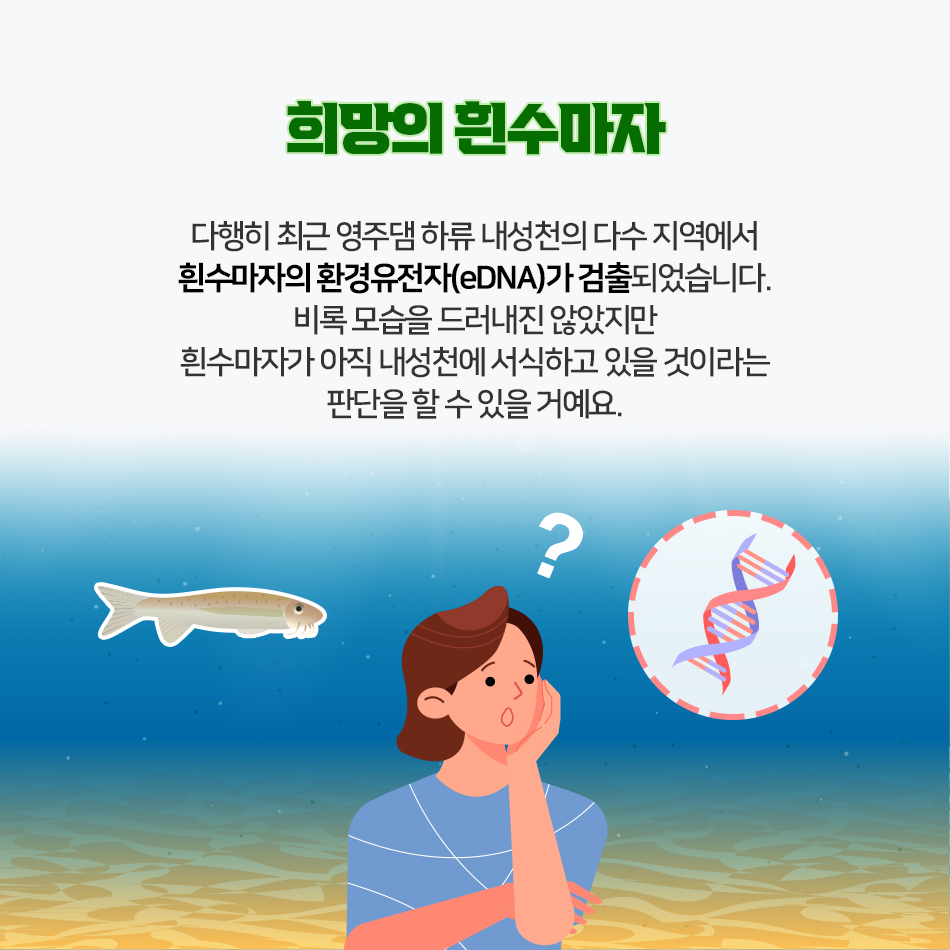 희망의 흰수마자
다행히 최근 영주댐 하류 내성천의 다수 지역에서
흰수마자의 환경유전자(eDNA)가 검출되었습니다.
비록 모습을 드러내진 않았지만
흰수마자가 아직 내성천에 서식하고 있을 것이라는
판단을 할 수 있을 거예요.
?